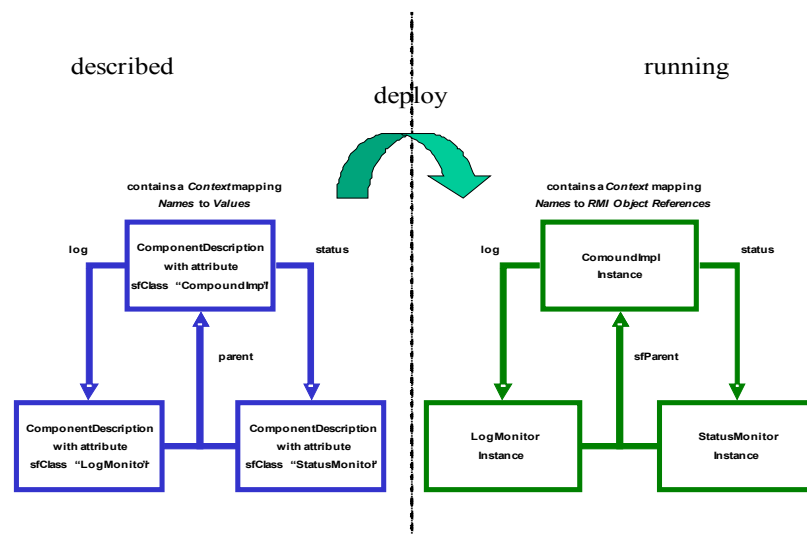 described
running
deploy
contains a Context mapping
Names to Values
ComponentDescription
with attribute
sfClass “CompoundImpl”
log
status
parent
ComponentDescription
with attribute
sfClass “LogMonitor”
ComponentDescription
with attribute
sfClass “StatusMonitor”
contains a Context mapping
Names to RMI Object References
ComoundImpl
Instance
log
status
sfParent
LogMonitor
Instance
StatusMonitor
Instance